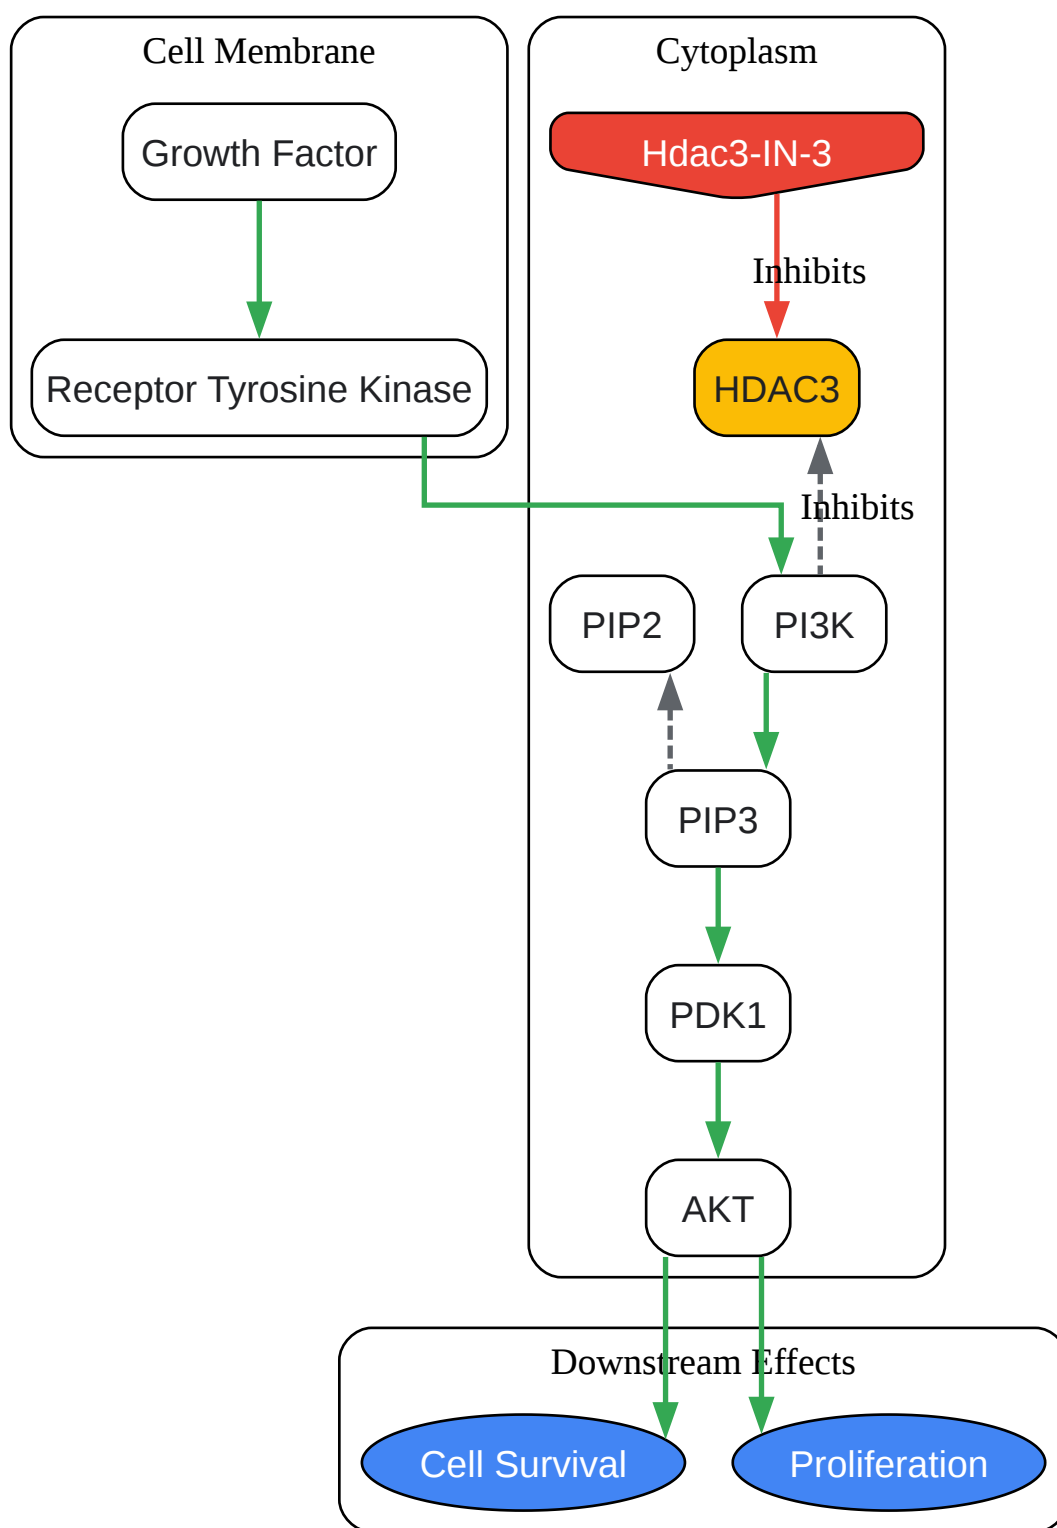 Cell Membrane
Growth Factor
Receptor Tyrosine Kinase
Cytoplasm
Hdac3-IN-3
Inhibits
HDAC3
Inhibits
PIP2
PI3K
PIP3
PDK1
AKT
Downstream Effects
Cell Survival
Proliferation